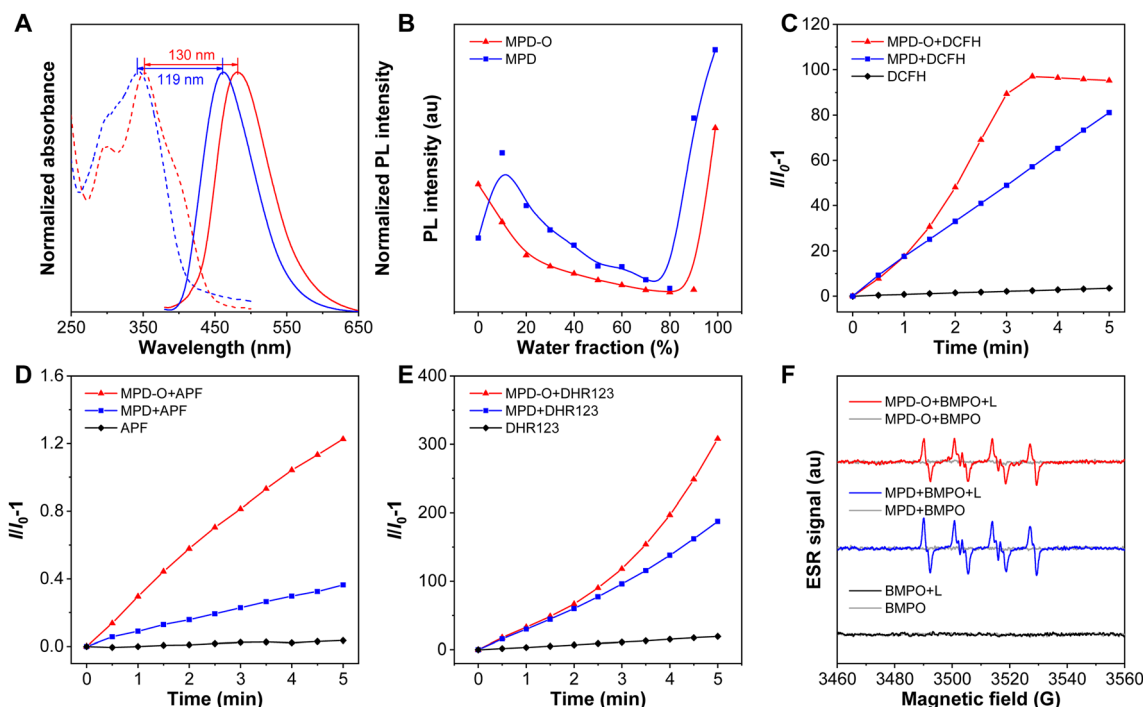 A
130 nm
119 nm
Normalized absorbance
Normalized PL intensity
250 350 450 550 650
Wavelength (nm)
B
MPD-O
MPD
PL intensity (au)
0 20 40 60 80 100
Water fraction (%)
C
MPD-O+DCFH
MPD+DCFH
DCFH
I/I0-1
120
100
80
60
40
20
0
0 1 2 3 4 5
Time (min)
D
MPD-O+APF
MPD+APF
APF
I/I0-1
1.6
1.2
0.8
0.4
0.0
0 1 2 3 4 5
Time (min)
E
MPD-O+DHR123
MPD+DHR123
DHR123
I/I0-1
400
300
200
100
0
0 1 2 3 4 5
Time (min)
F
MPD-O+BMPO+L
MPD-O+BMPO
MPD+BMPO+L
MPD+BMPO
BMPO+L
BMPO
ESR signal (au)
3460 3480 3500 3520 3540 3560
Magnetic field (G)